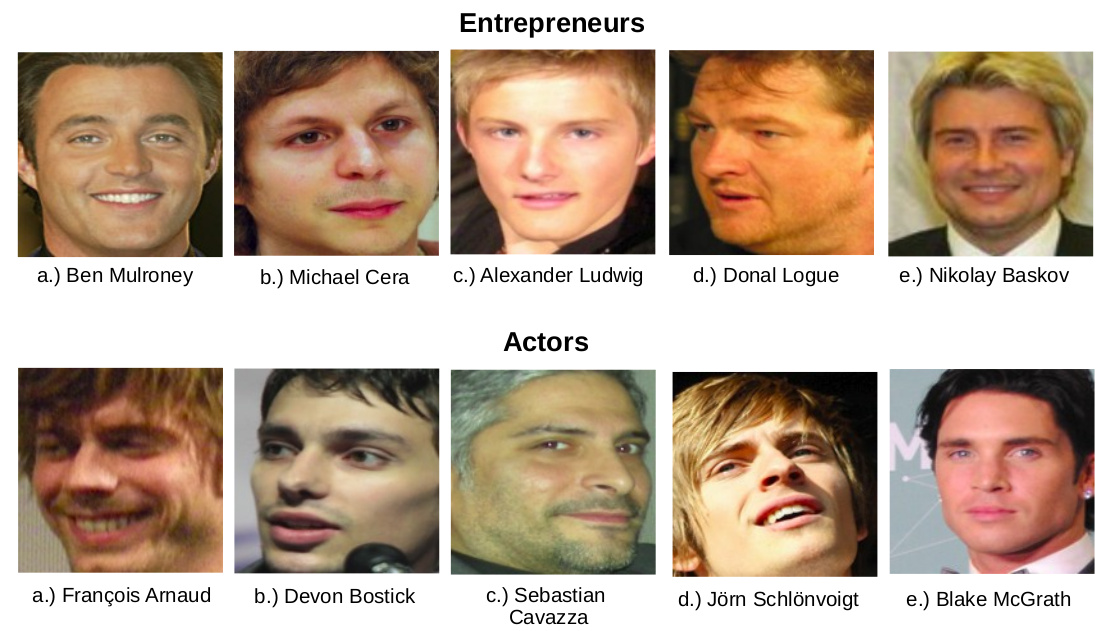 Entrepreneurs
a.) Ben Mulroney
b.) Michael Cera
c.) Alexander Ludwig
d.) Donal Logue
e.) Nikolay Baskov
Actors
M
a.) François Arnaud
b.) Devon Bostick
c.) Sebastian
Cavazza
d.) Jörn Schlönvoigt
e.) Blake McGrath